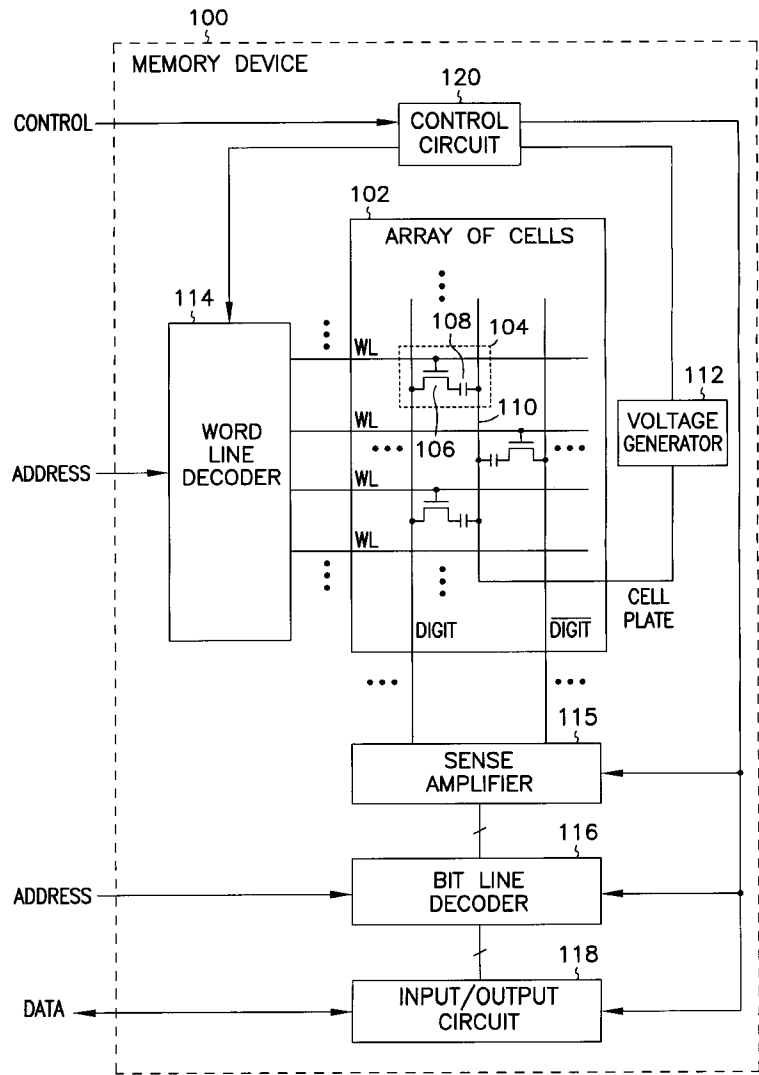 100
MEMORY DEVICE
120
CONTROL
CONTROL
CIRCUIT
102
ARRAY OF CELLS
114
WL
108
104
112
VOLTAGE
GENERATOR
110
106
WL
WORD
LINE
DECODER
ADDRESS
WL
WL
CELL
PLATE
DIGIT
D̅I̅G̅I̅T̅
115
SENSE
AMPLIFIER
116
ADDRESS
BIT LINE
DECODER
118
DATA
INPUT/OUTPUT
CIRCUIT